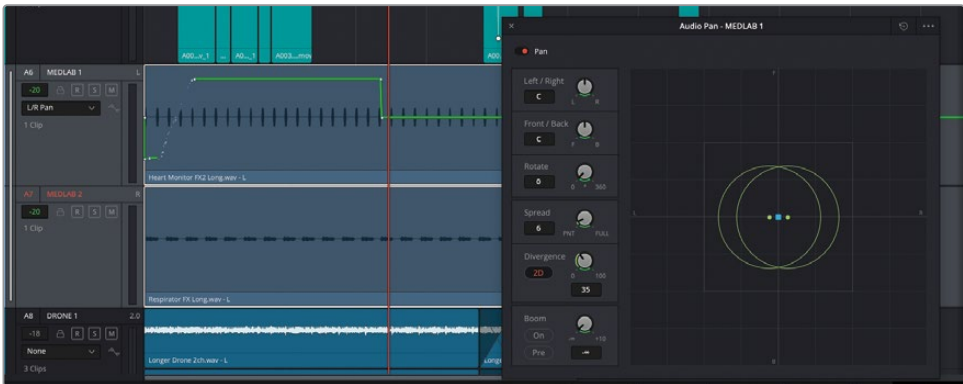 A00...v_1
...
A0..._1
A003...mov
A00
A6 MEDLAB 1 L
-20 R S M
L/R Pan
1 Clip
Heart Monitor FX2 Long.wav - L
A7 MEDLAB 2 R
-20 R S M
1 Clip
Respirator FX Long.wav - L
A8 DRONE 1 2.0
-18 R S M
None
3 Clips
Longer Drone 2ch.wav - L
Longe
Audio Pan - MEDLAB 1
Pan
Left / Right
C
L R
Front / Back
C
F B
Rotate
0
0 360
Spread
6
PNT FULL
Divergence
2D
0 100
35
Boom
On
-∞ +10
Pre
-∞
F
L
R
B